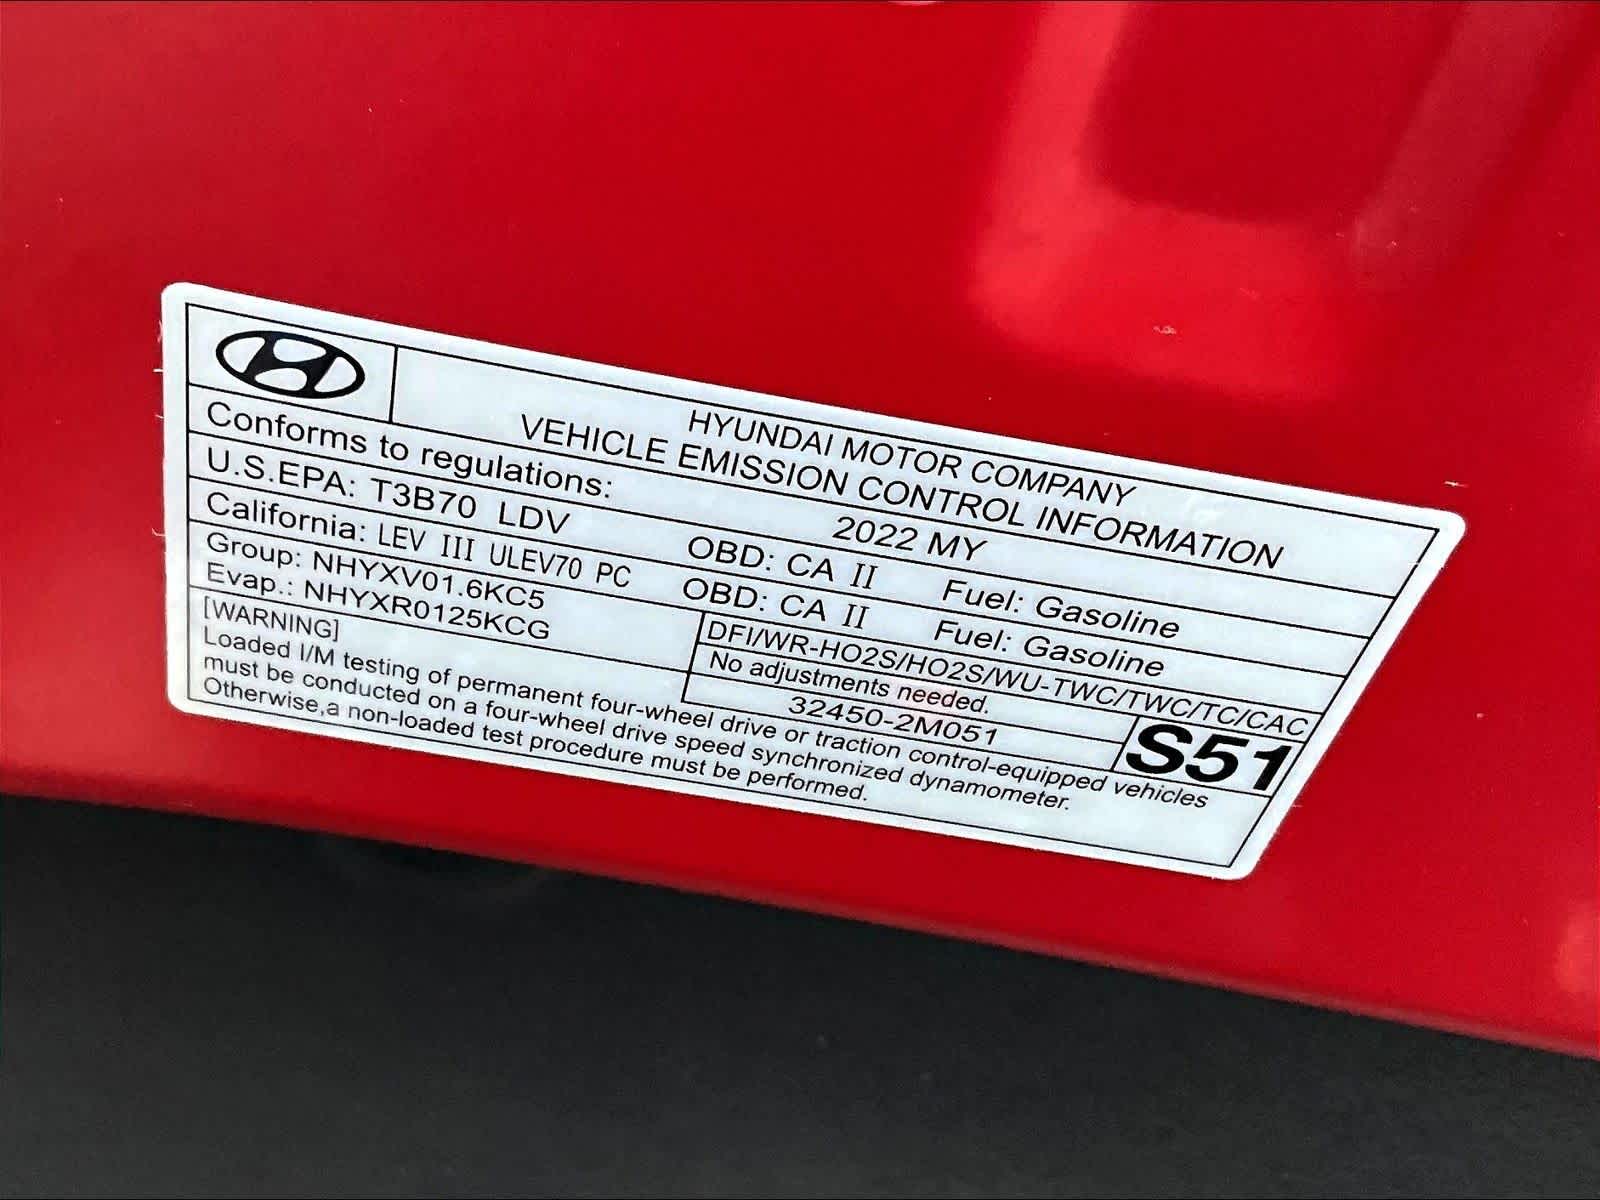 HYUNDAI MOTOR COMPANY
VEHICLE EMISSION CONTROL INFORMATION
Conforms to regulations: 2022 MY
U.S.EPA: T3B70 LDV OBD: CA II Fuel: Gasoline
California: LEV III ULEV70 PC OBD: CA II Fuel: Gasoline
Group: NHYXV01.6KC5 DFI/WR-HO2S/HO2S/WU-TWC/TWC/TC/CAC
Evap.: NHYXR0125KCG No adjustments needed.
32450-2M051 S51
[WARNING]
Loaded I/M testing of permanent four-wheel drive or traction control-equipped vehicles
must be conducted on a four-wheel drive speed synchronized dynamometer.
Otherwise,a non-loaded test procedure must be performed.